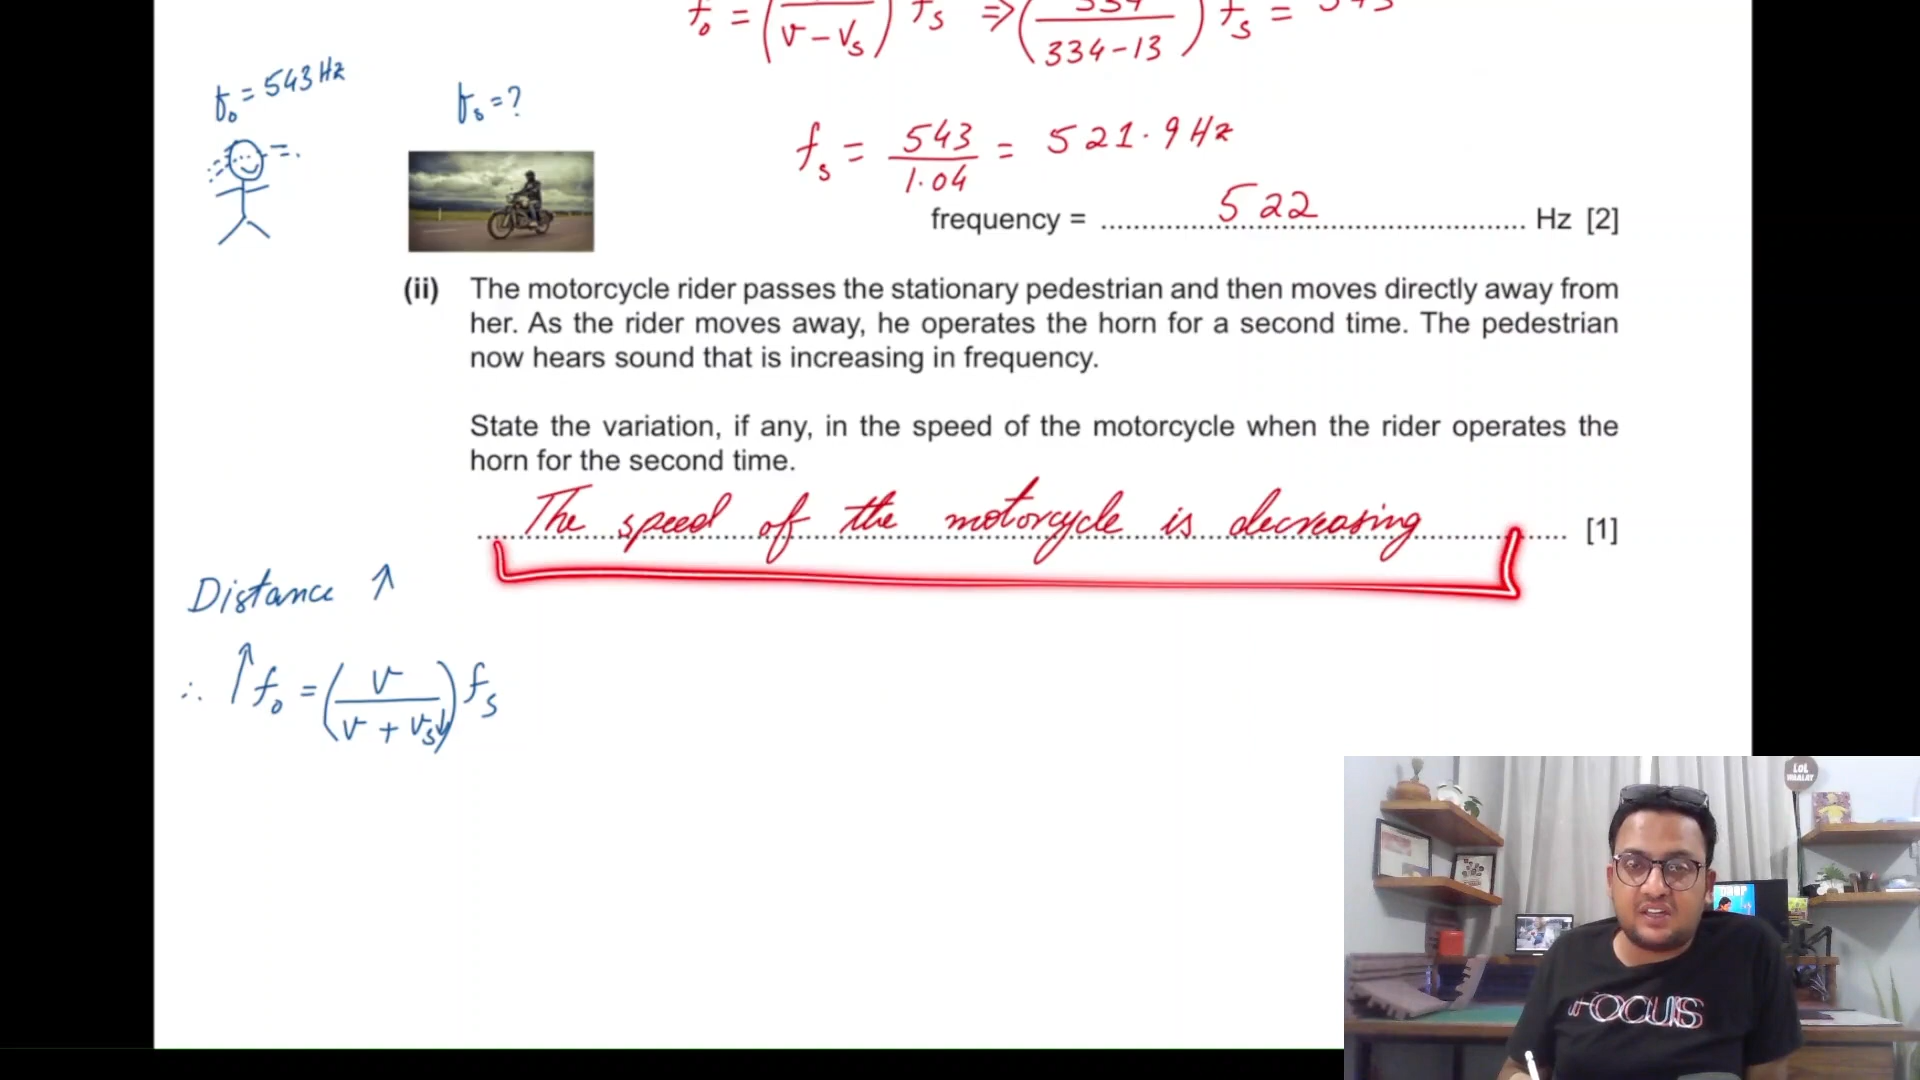 f₀ = ( v - vₛ ) fₛ ⇒ ( 334 / 334-13 ) fₛ = 543
f₀ = 543 Hz
fₛ = ?
fₛ = 543 / 1.04 = 521.9 Hz
frequency = 522 Hz [2]
(ii) The motorcycle rider passes the stationary pedestrian and then moves directly away from
her. As the rider moves away, he operates the horn for a second time. The pedestrian
now hears sound that is increasing in frequency.
State the variation, if any, in the speed of the motorcycle when the rider operates the
horn for the second time.
The speed of the motorcycle is decreasing [1]
Distance ↑
∴ ↑ f₀ = ( v / v + vₛ↓ ) fₛ
LOL
WAALAY
DROP
FOCUS